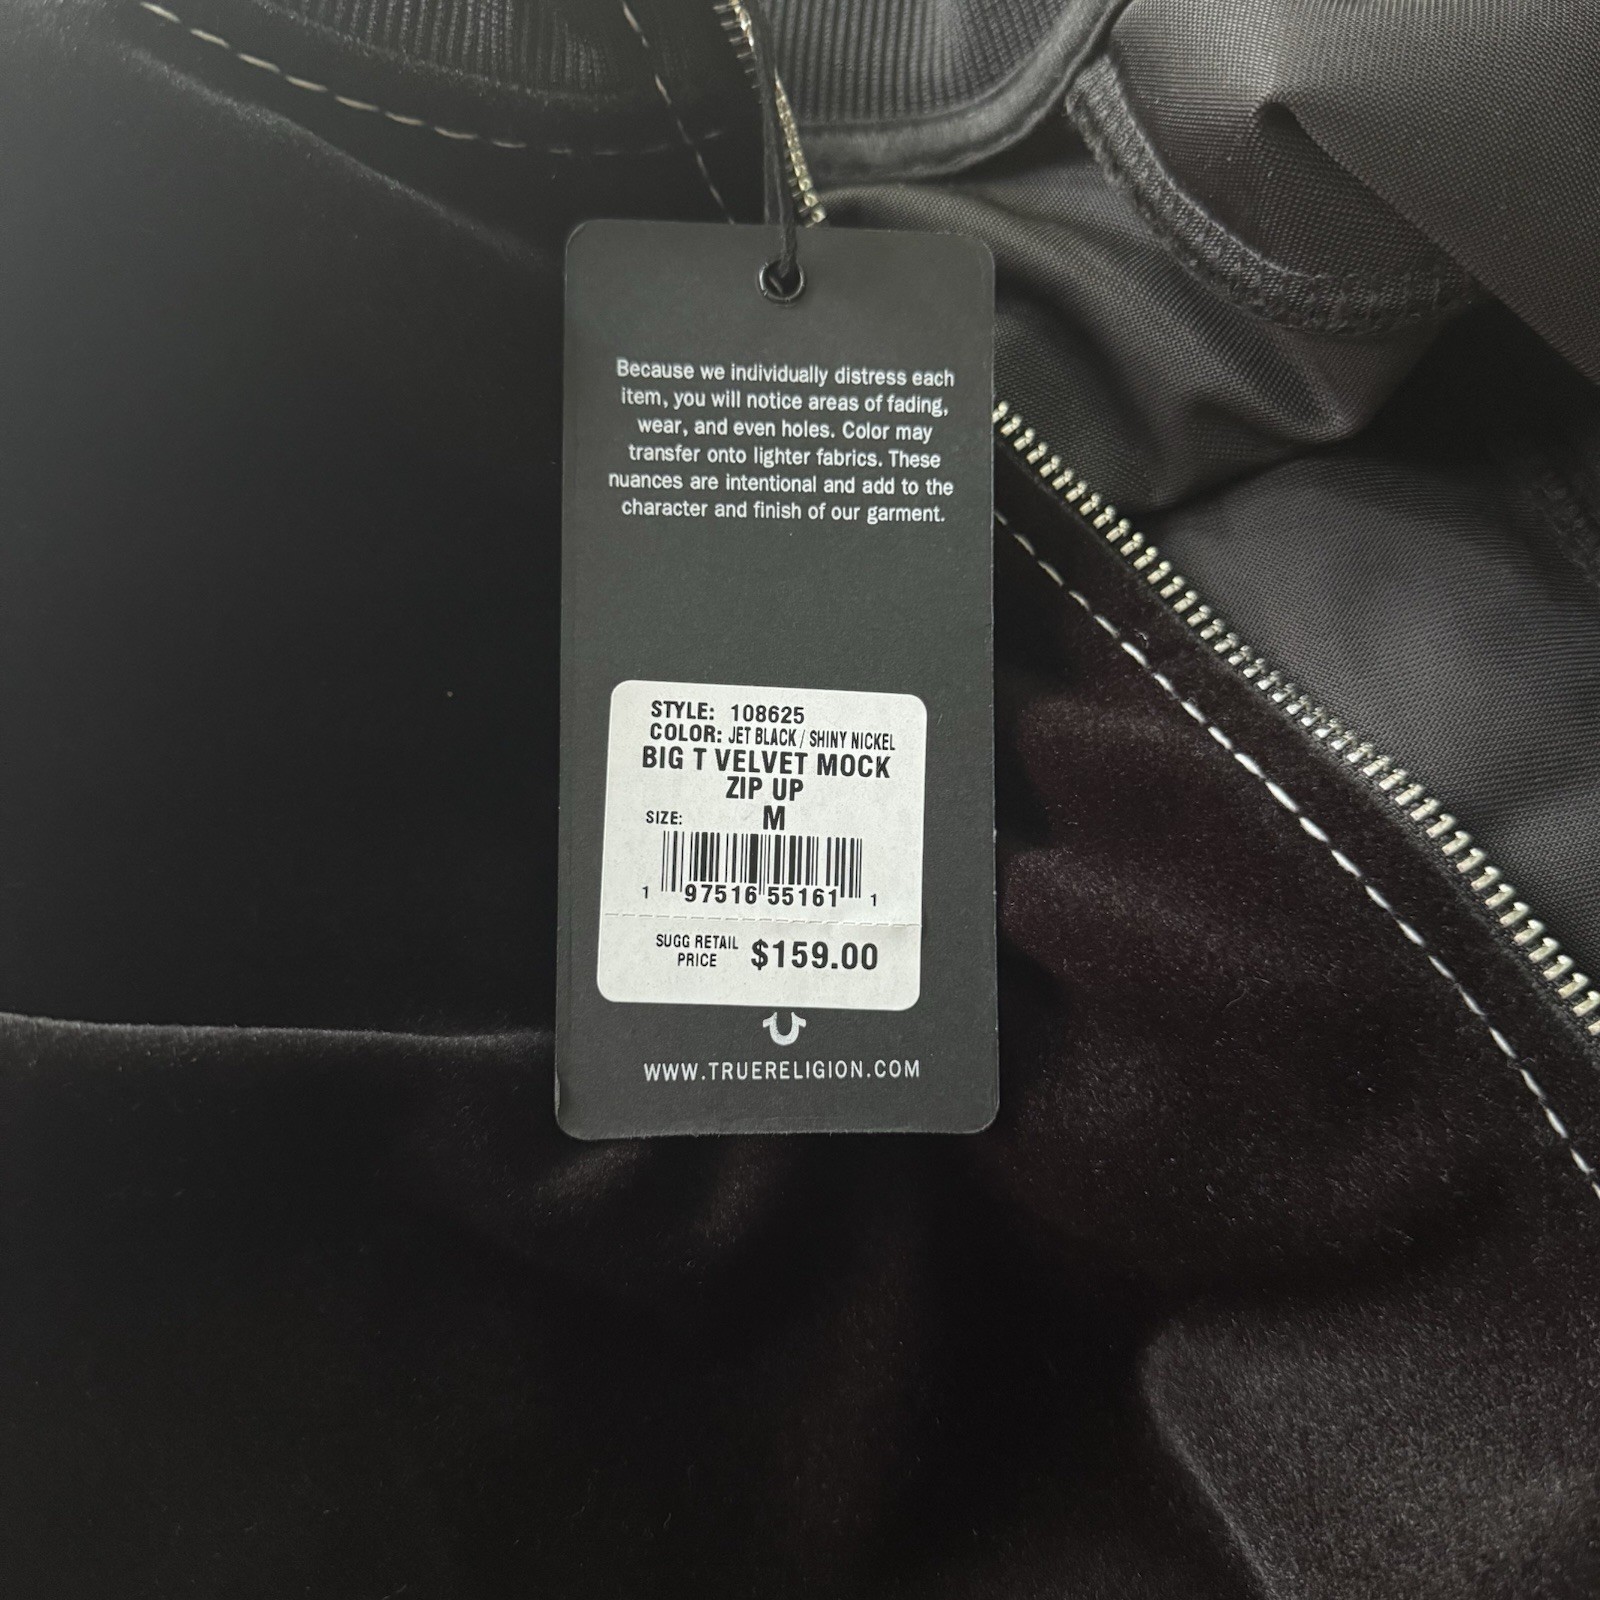 Because we individually distress each
item, you will notice areas of fading,
wear, and even holes. Color may
transfer onto lighter fabrics. These
nuances are intentional and add to the
character and finish of our garment.
STYLE: 108625
COLOR: JET BLACK / SHINY NICKEL
BIG T VELVET MOCK
ZIP UP
SIZE: M
1 97516 55161 1
SUGG RETAIL
PRICE $159.00
WWW.TRUERELIGION.COM